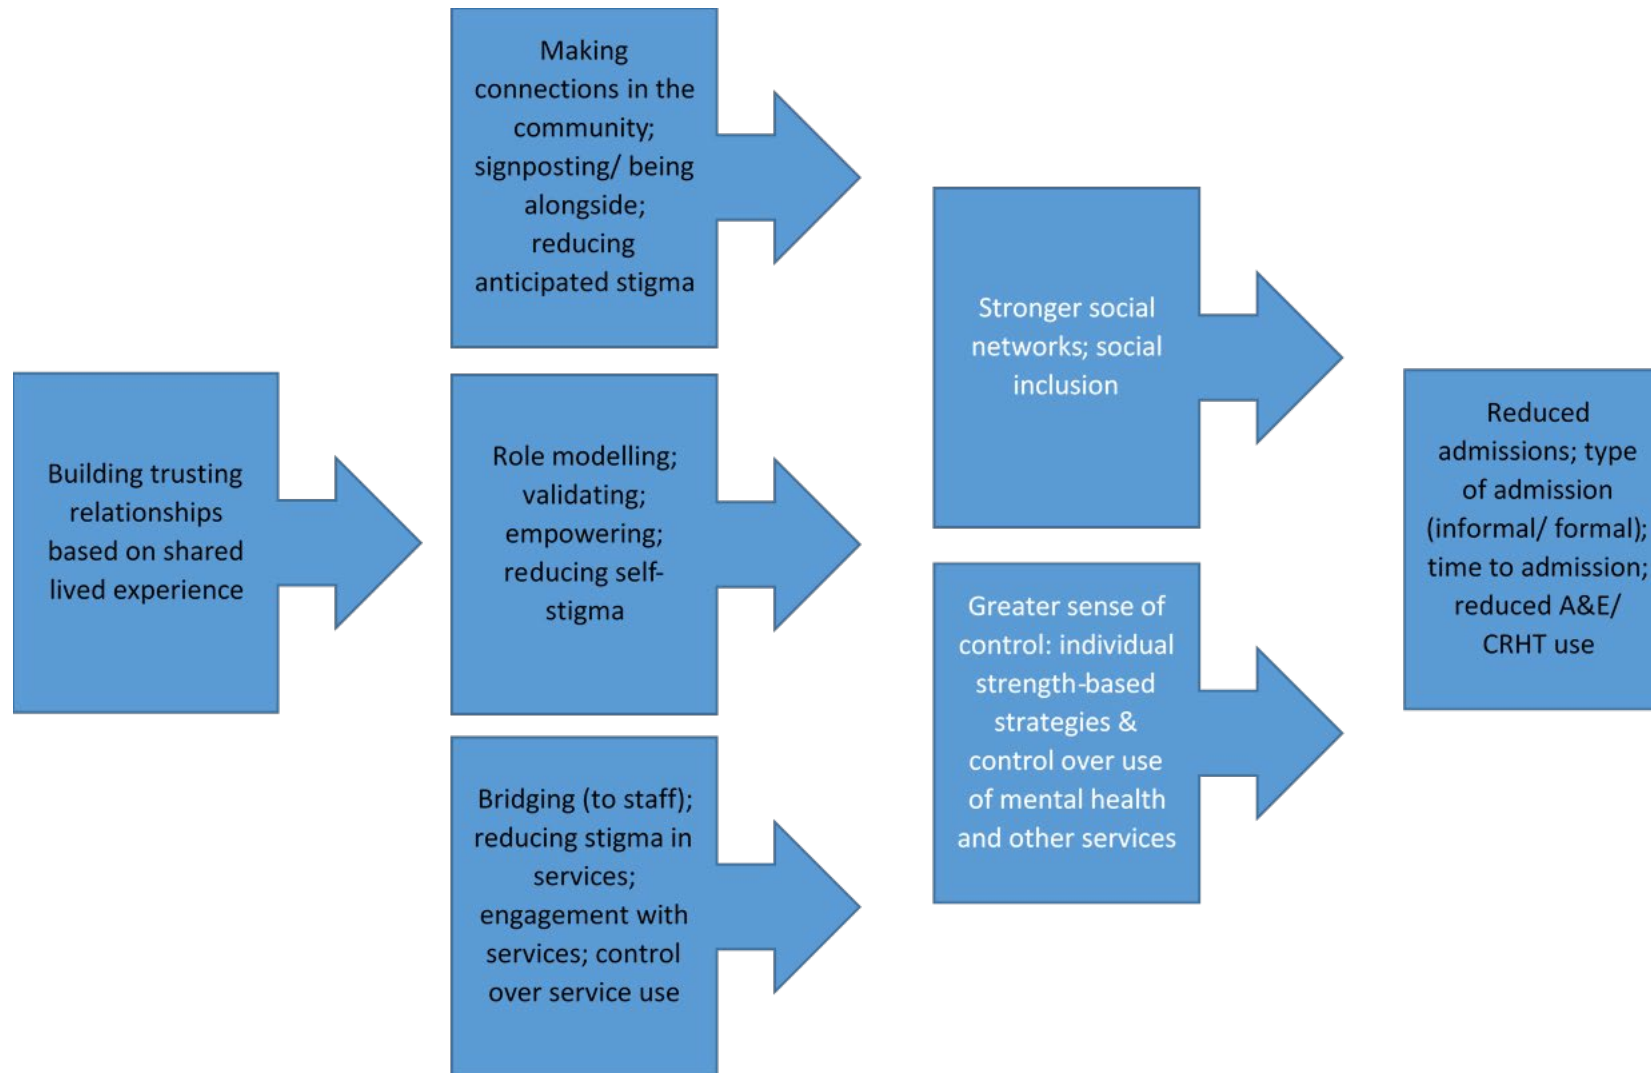 Building trusting
relationships
based on shared
lived experience
Making
connections in the
community;
signposting/ being
alongside;
reducing
anticipated stigma
Role modelling;
validating;
empowering;
reducing self-
stigma
Bridging (to staff);
reducing stigma in
services;
engagement with
services; control
over service use
Stronger social
networks; social
inclusion
Greater sense of
control: individual
strength-based
strategies &
control over use
of mental health
and other services
Reduced
admissions; type
of admission
(informal/ formal);
time to admission;
reduced A&E/
CRHT use